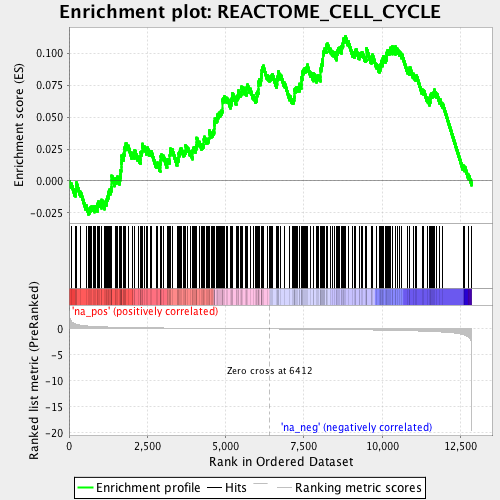 Enrichment plot: REACTOME_CELL_CYCLE
Enrichment score (ES)
0.100
0.075
0.050
0.025
0.000
-0.025
'na_pos' (positively correlated)
Ranked list metric (PreRanked)
0
-5
-10
-15
-20
Zero cross at 6412
'na_neg' (negatively correlated)
0
2,500
5,000
7,500
10,000
12,500
Rank in Ordered Dataset
Enrichment profile
Hits
Ranking metric scores